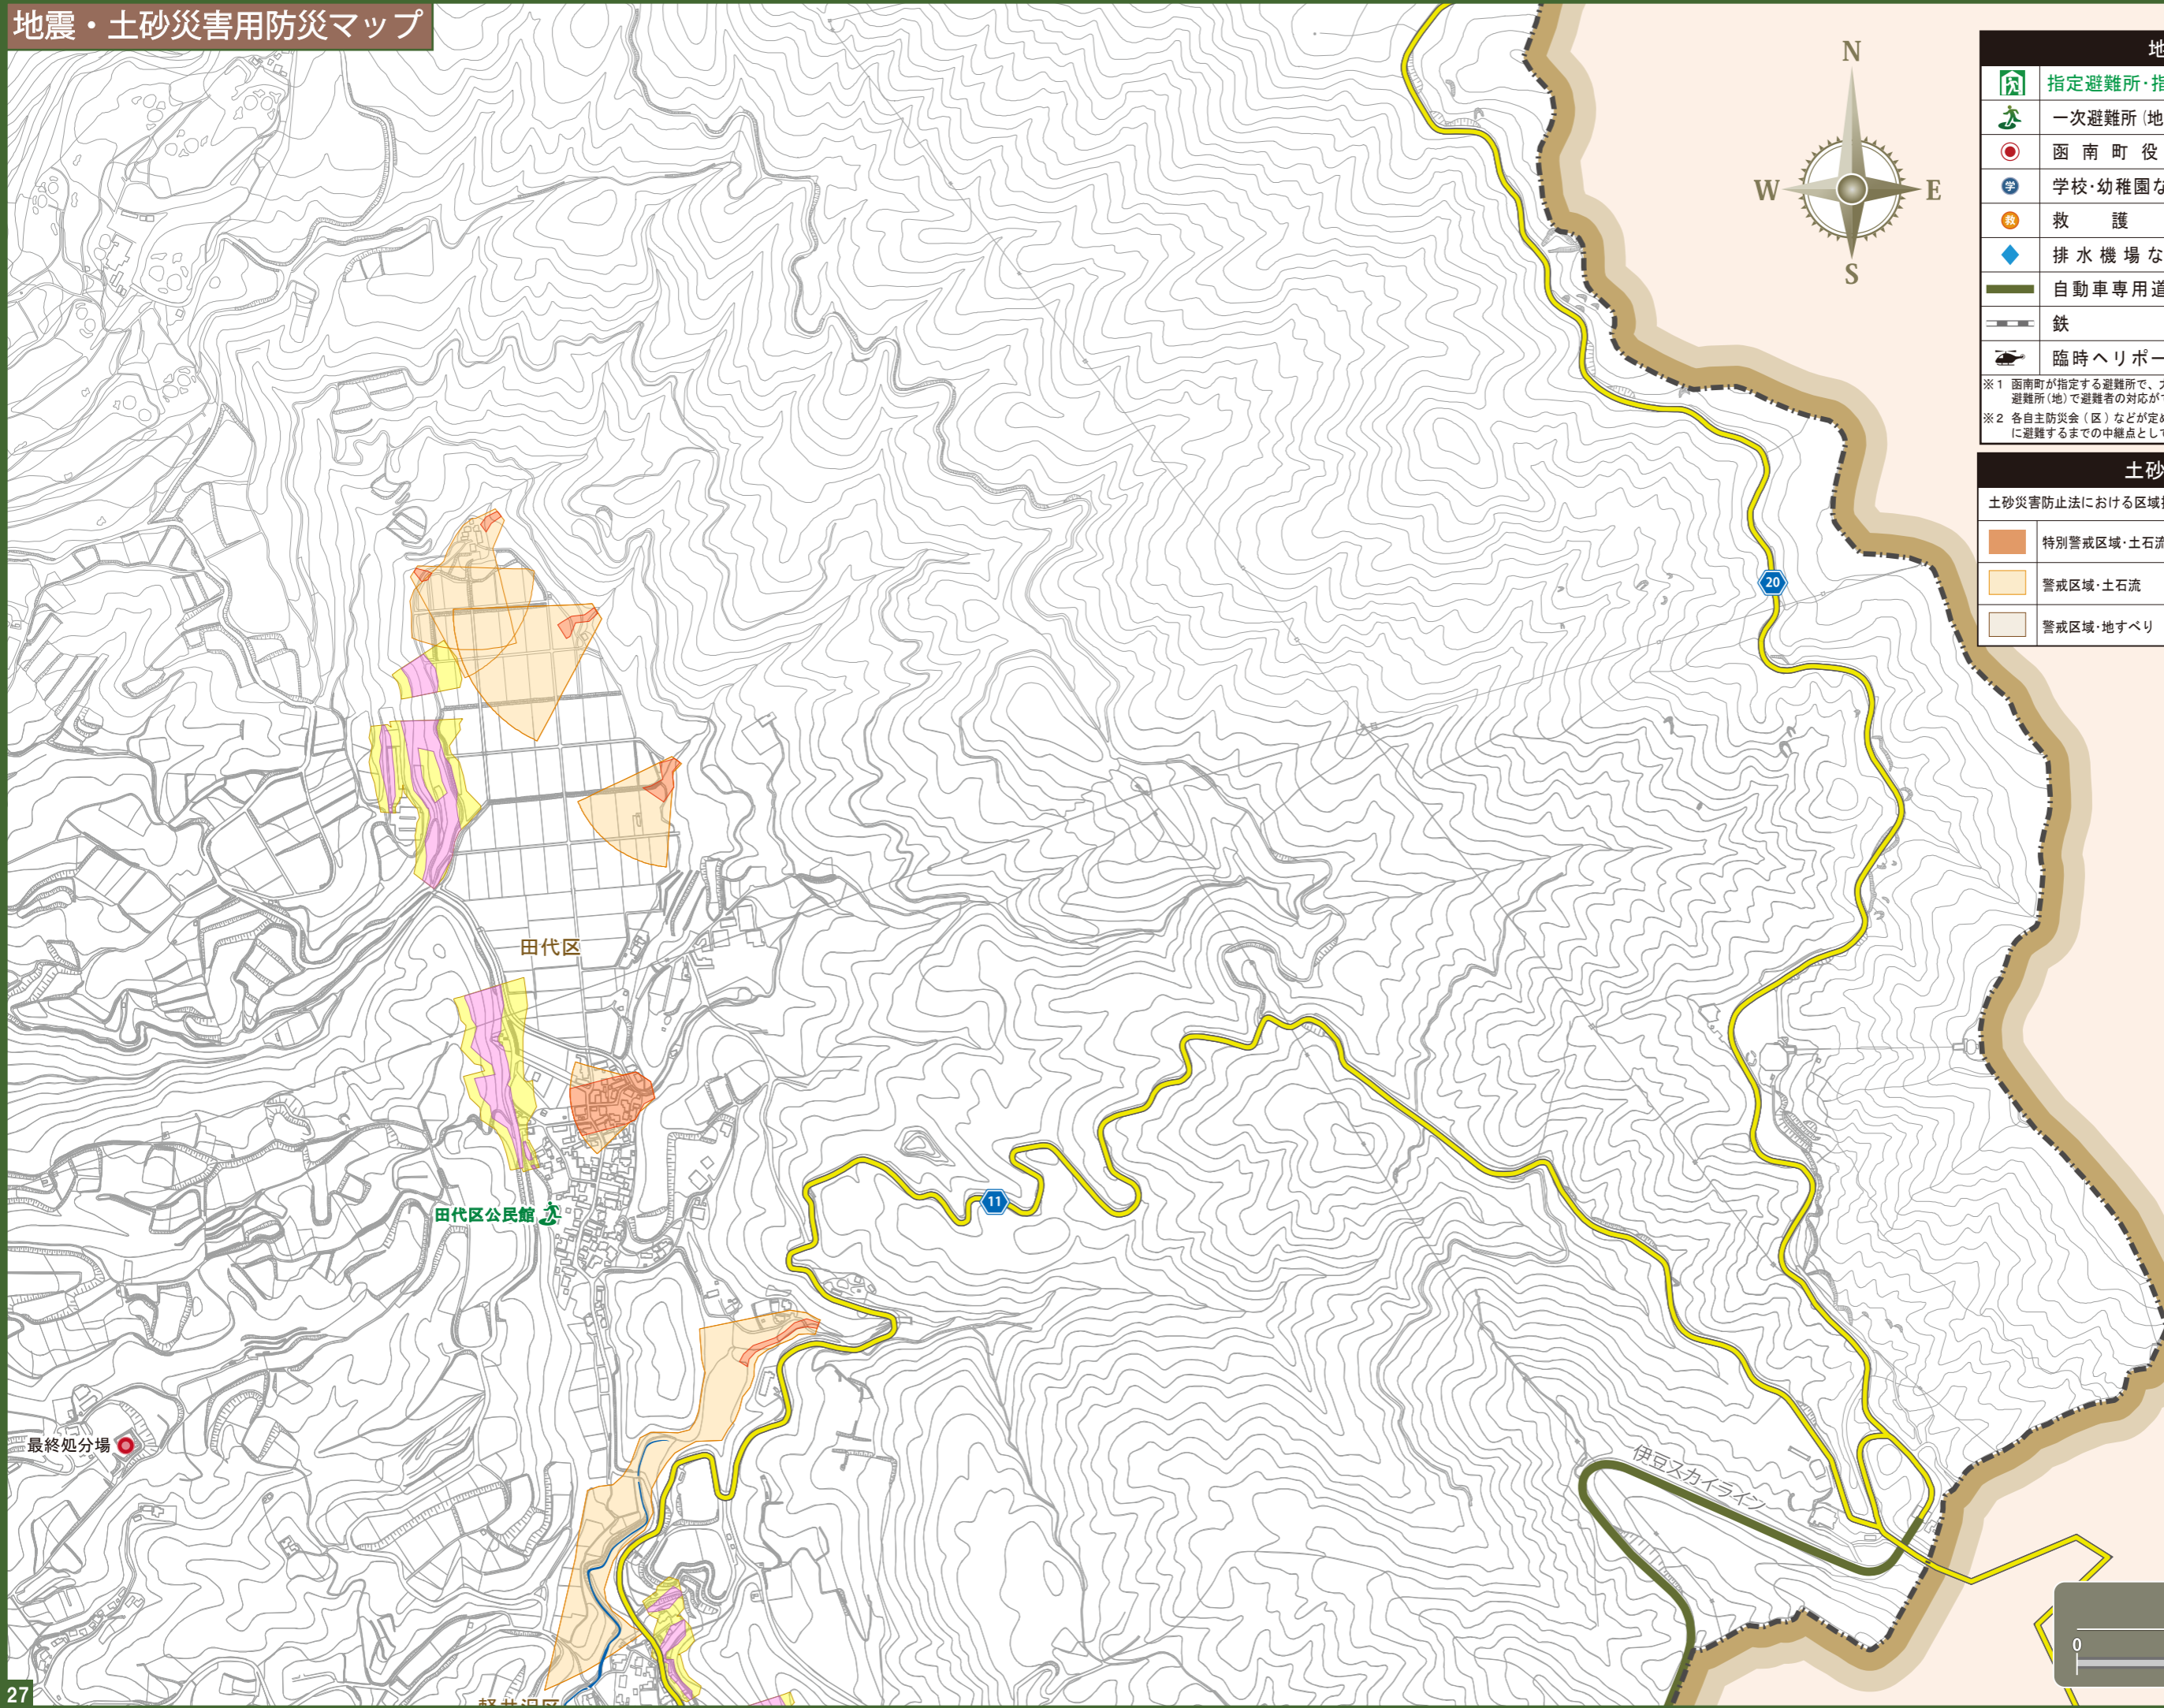 地震・土砂災害用防災マップ
N
W
E
S
地
指定避難所・指
一次避難所(地
函南町役
学
学校・幼稚園な
救
救護
排水機場な
自動車専用道
鉄
臨時ヘリポー
※1 函南町が指定する避難所で、大
避難所(地)で避難者の対応が
※2 各自主防災会(区)などが定め
に避難するまでの中継点として
土砂
土砂災害防止法における区域指
特別警戒区域・土石流
警戒区域・土石流
警戒区域・地すべり
20
田代区
11
田代区公民館
最終処分場
伊豆スカイライン
0
27
軽井沢区